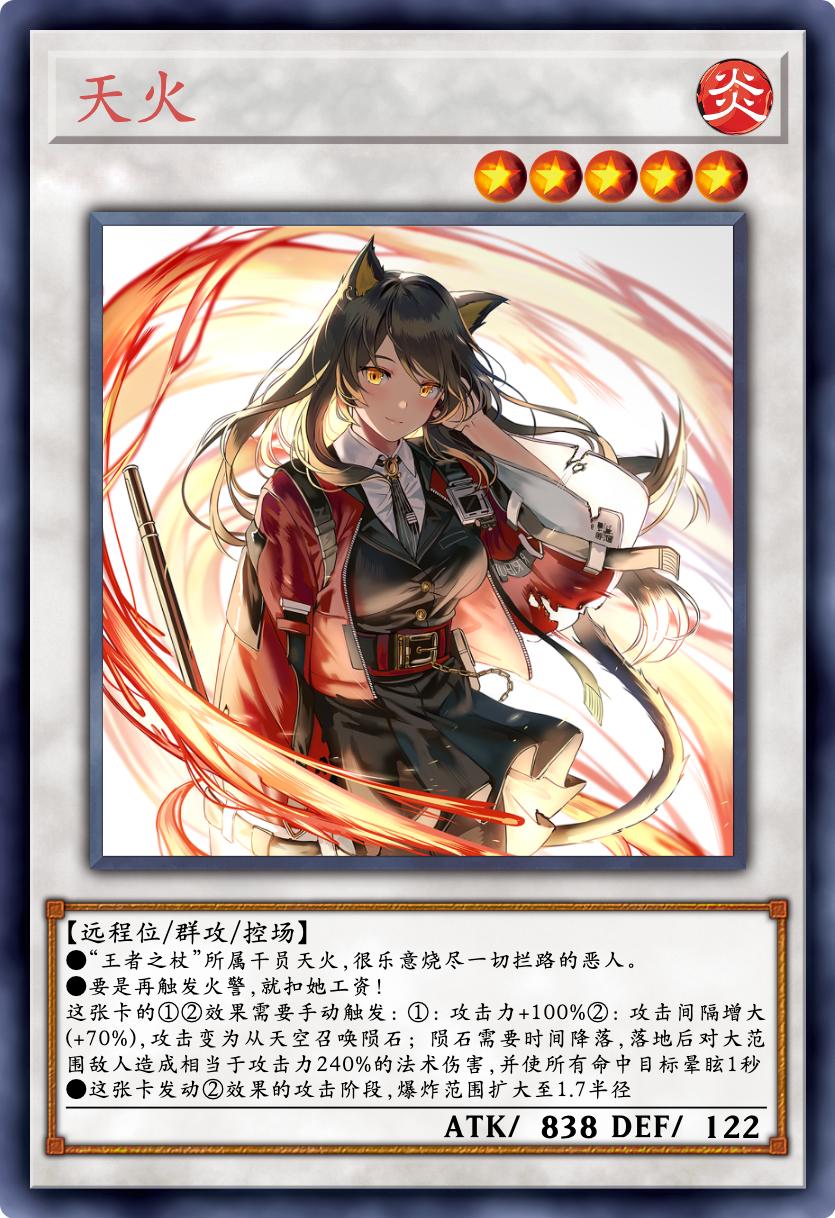 天火
炎
【远程位/群攻/控场】
●“王者之杖”所属干员天火,很乐意烧尽一切拦路的恶人。
●要是再触发火警,就扣她工资!
这张卡的①②效果需要手动触发:①:攻击力+100%②:攻击间隔增大
(+70%),攻击变为从天空召唤陨石;陨石需要时间降落,落地后对大范
围敌人造成相当于攻击力240%的法术伤害,并使所有命中目标晕眩1秒
●这张卡发动②效果的攻击阶段,爆炸范围扩大至1.7半径
ATK/ 838 DEF/ 122